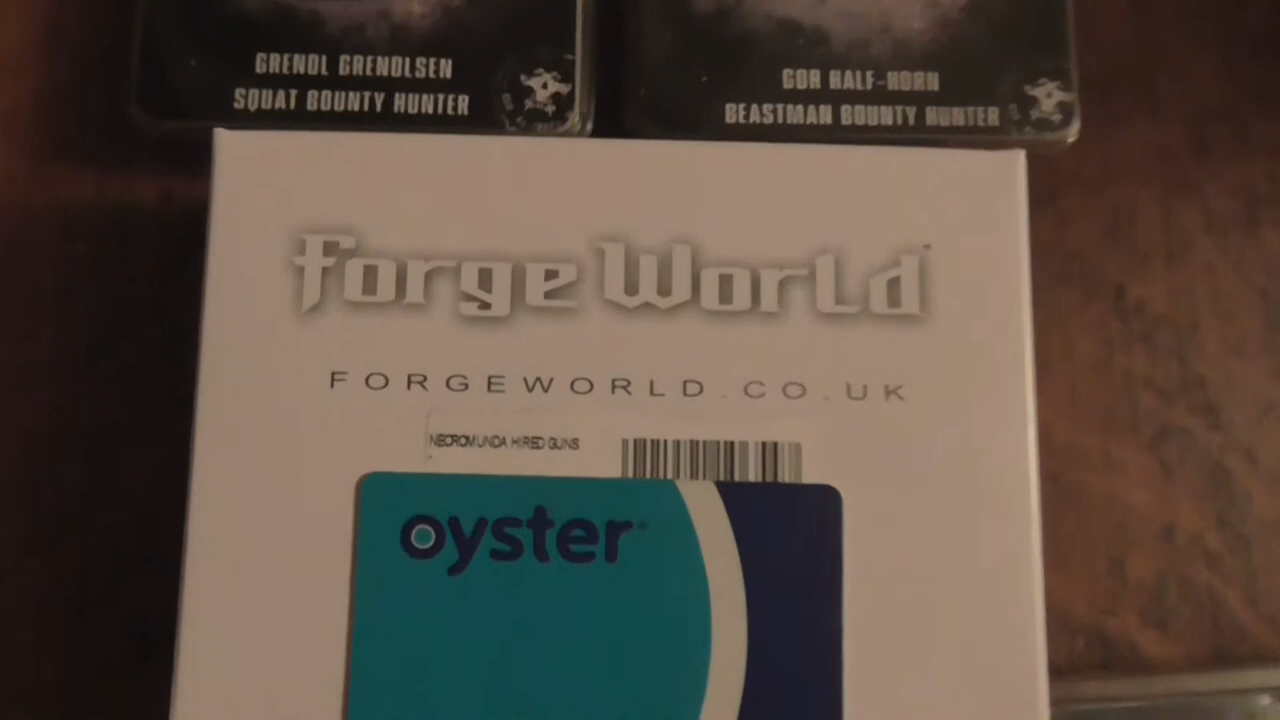 GRENDL GRENDLSEN
SQUAT BOUNTY HUNTER
GOR HALF-HORN
BEASTMAN BOUNTY HUNTER
Forge World
FORGEWORLD.CO.UK
NECROMUNDA HIRED GUNS
oyster